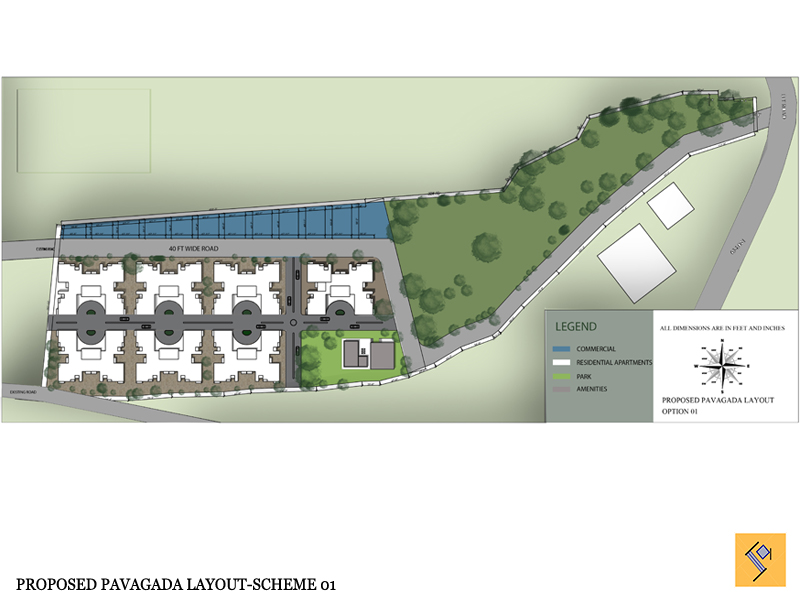 40 FT WIDE ROAD
EXISTING ROAD
LEGEND
COMMERCIAL
RESIDENTIAL APARTMENTS
PARK
AMENITIES
ALL DIMENSIONS ARE IN FEET AND INCHES
N
W
E
S
PROPOSED PAVAGADA LAYOUT
OPTION 01
PROPOSED PAVAGADA LAYOUT-SCHEME 01